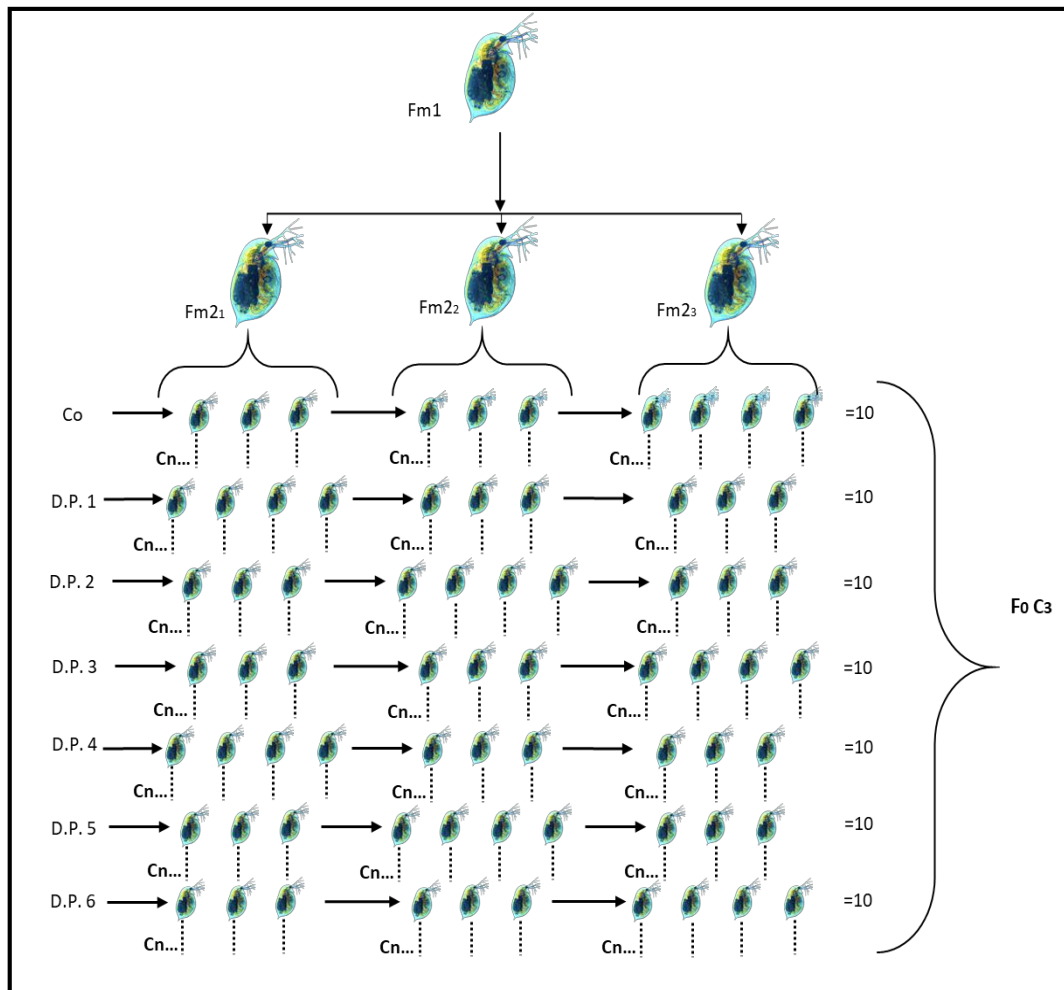 Fm1
Fm21 Fm22 Fm23
Co =10
Cn... Cn... Cn...
D.P. 1 =10
Cn... Cn... Cn...
D.P. 2 =10
Cn... Cn... Cn...
F0 C3
D.P. 3 =10
Cn... Cn... Cn...
D.P. 4 =10
Cn... Cn... Cn...
D.P. 5 =10
Cn... Cn... Cn...
D.P. 6 =10
Cn... Cn... Cn...